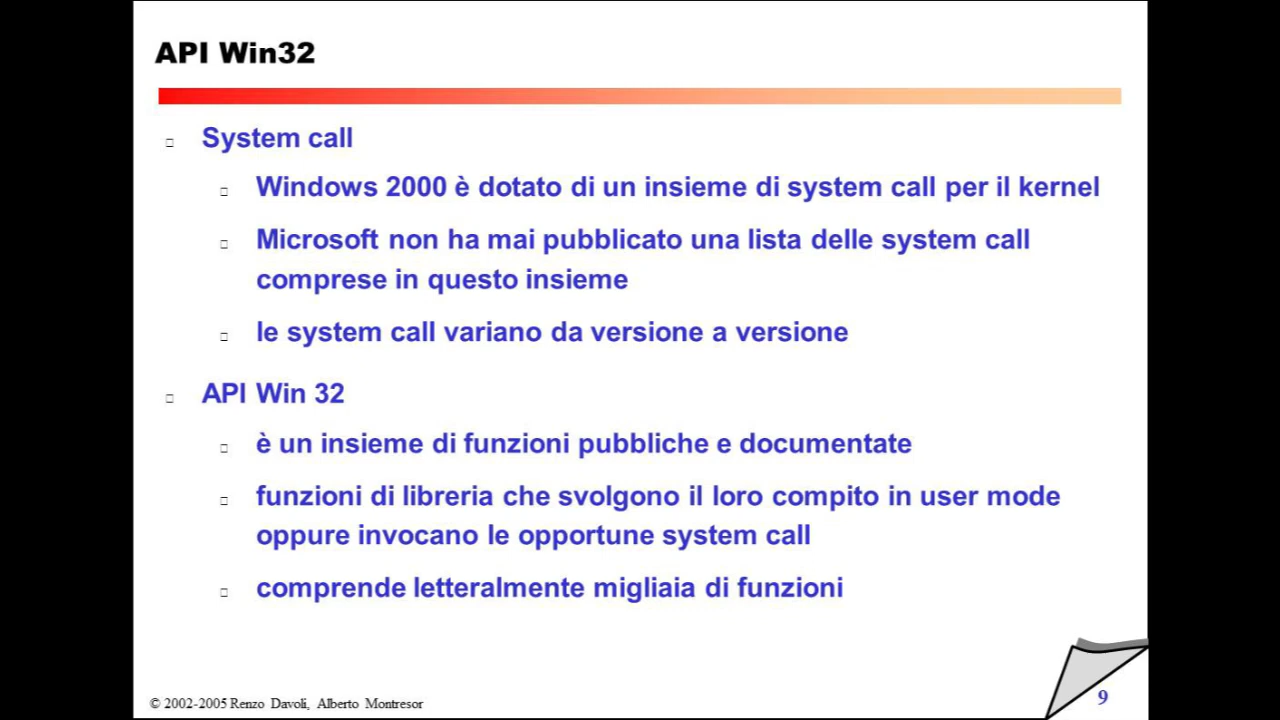 API Win32
System call
Windows 2000 è dotato di un insieme di system call per il kernel
Microsoft non ha mai pubblicato una lista delle system call
comprese in questo insieme
le system call variano da versione a versione
API Win 32
è un insieme di funzioni pubbliche e documentate
funzioni di libreria che svolgono il loro compito in user mode
oppure invocano le opportune system call
comprende letteralmente migliaia di funzioni
© 2002-2005 Renzo Davoli, Alberto Montresor
9